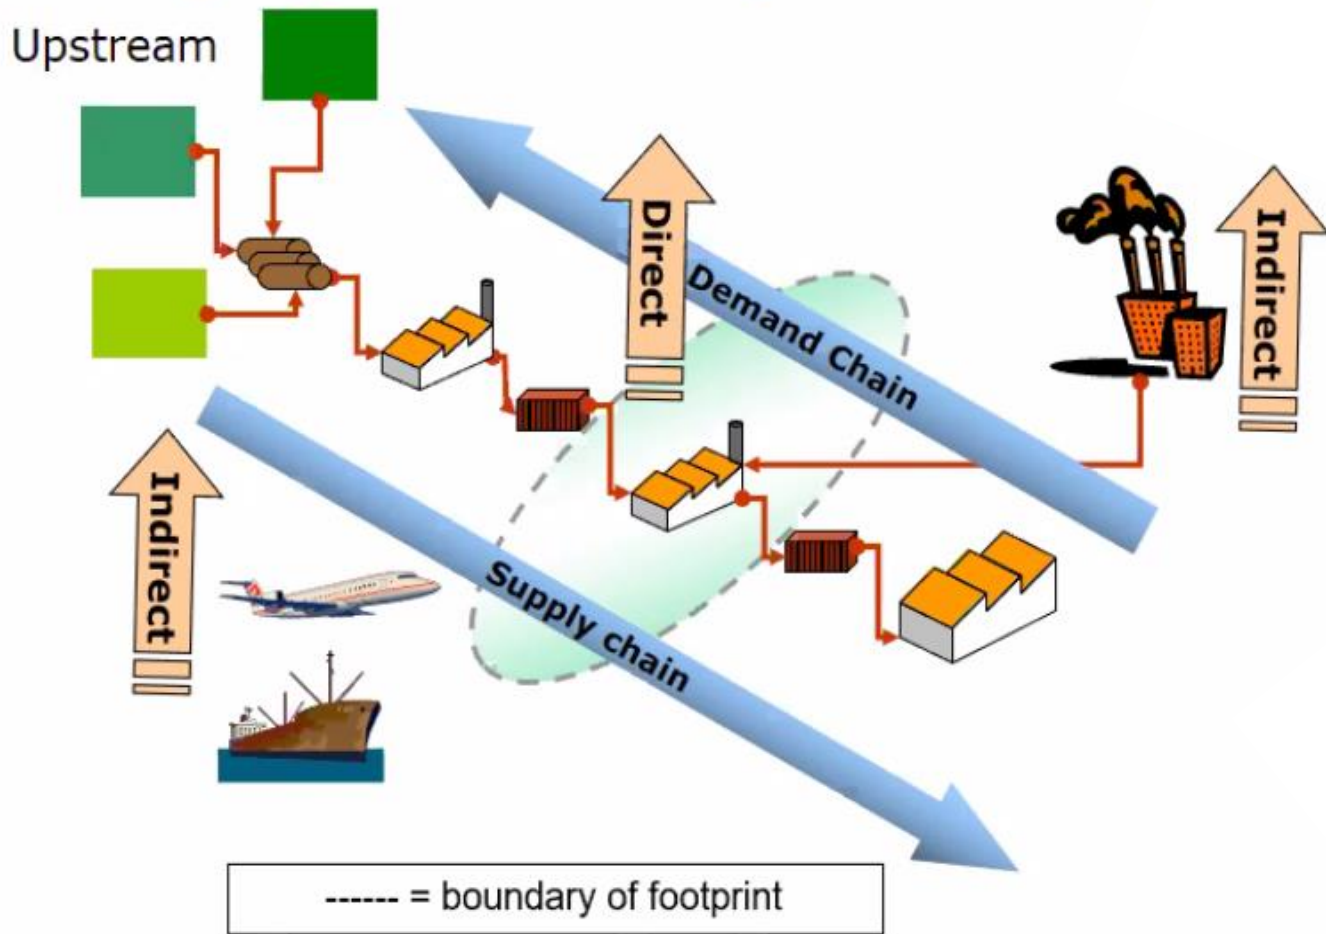 Upstream
Direct
Demand Chain
Indirect
Indirect
Supply chain
------ = boundary of footprint